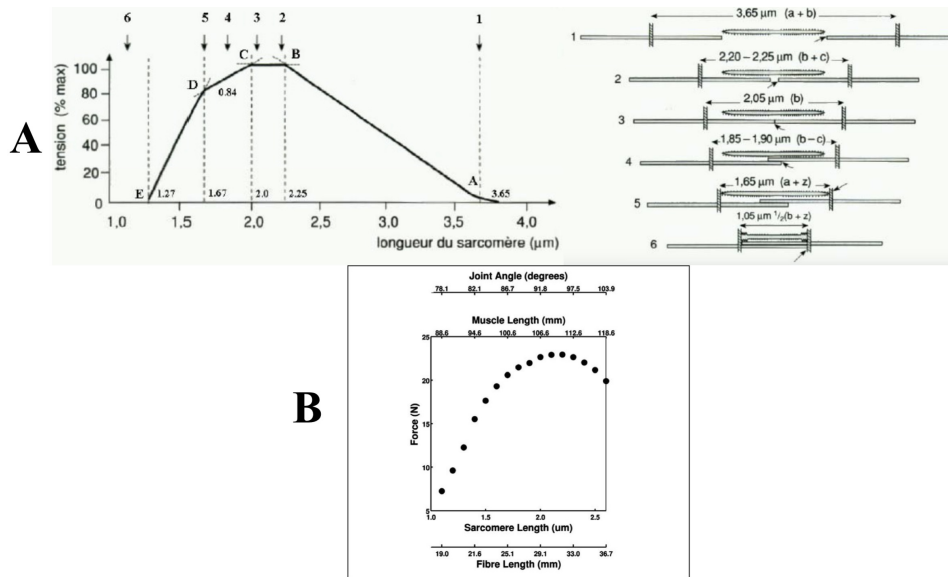 A
6 5 4 3 2 1
tension (% max)
100
80
60
40
20
0
C B
D
0.84
A
E 1.27 1.67 2.0 2.25 3.65
1,0 1,5 2,0 2,5 3,0 3,5 4,0
longueur du sarcomère (µm)
3,65 µm (a + b)
1
2,20 – 2,25 µm (b + c)
2
2,05 µm (b)
3
1,85 – 1,90 µm (b – c)
4
1,65 µm (a + z)
5
1,05 µm ½(b + z)
6
B
Joint Angle (degrees)
78.1 82.1 86.7 91.8 97.5 103.9
Muscle Length (mm)
88.6 94.6 100.6 106.6 112.6 118.6
Force (N)
25
20
15
10
5
1.0 1.5 2.0 2.5
Sarcomere Length (um)
19.0 21.6 25.1 29.1 33.0 36.7
Fibre Length (mm)